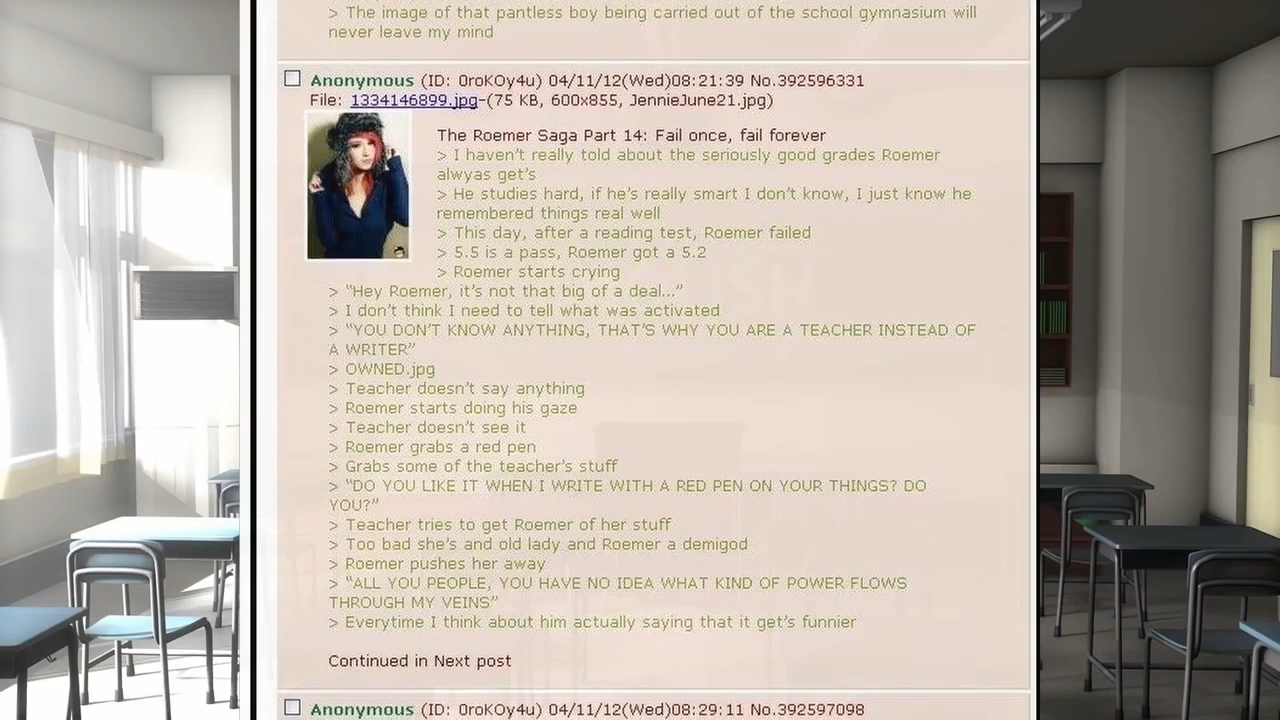 > The image of that pantless boy being carried out of the school gymnasium will
never leave my mind
Anonymous (ID: 0roKOy4u) 04/11/12(Wed)08:21:39 No.392596331
File: 1334146899.jpg-(75 KB, 600x855, JennieJune21.jpg)
The Roemer Saga Part 14: Fail once, fail forever
> I haven't really told about the seriously good grades Roemer
alwyas get's
> He studies hard, if he's really smart I don't know, I just know he
remembered things real well
> This day, after a reading test, Roemer failed
> 5.5 is a pass, Roemer got a 5.2
> Roemer starts crying
> "Hey Roemer, it's not that big of a deal..."
> I don't think I need to tell what was activated
> "YOU DON'T KNOW ANYTHING, THAT'S WHY YOU ARE A TEACHER INSTEAD OF
A WRITER"
> OWNED.jpg
> Teacher doesn't say anything
> Roemer starts doing his gaze
> Teacher doesn't see it
> Roemer grabs a red pen
> Grabs some of the teacher's stuff
> "DO YOU LIKE IT WHEN I WRITE WITH A RED PEN ON YOUR THINGS? DO
YOU?"
> Teacher tries to get Roemer of her stuff
> Too bad she's and old lady and Roemer a demigod
> Roemer pushes her away
> "ALL YOU PEOPLE, YOU HAVE NO IDEA WHAT KIND OF POWER FLOWS
THROUGH MY VEINS"
> Everytime I think about him actually saying that it get's funnier
Continued in Next post
Anonymous (ID: 0roKOy4u) 04/11/12(Wed)08:29:11 No.392597098